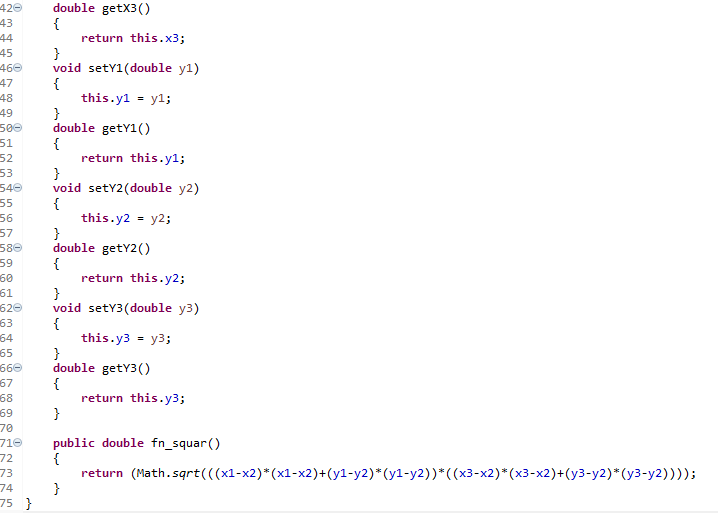 42 double getX3()
43 {
44 return this.x3;
45 }
46 void setY1(double y1)
47 {
48 this.y1 = y1;
49 }
50 double getY1()
51 {
52 return this.y1;
53 }
54 void setY2(double y2)
55 {
56 this.y2 = y2;
57 }
58 double getY2()
59 {
60 return this.y2;
61 }
62 void setY3(double y3)
63 {
64 this.y3 = y3;
65 }
66 double getY3()
67 {
68 return this.y3;
69 }
70
71 public double fn_squar()
72 {
73 return (Math.sqrt(((x1-x2)*(x1-x2)+(y1-y2)*(y1-y2))*((x3-x2)*(x3-x2)+(y3-y2)*(y3-y2))));
74 }
75 }